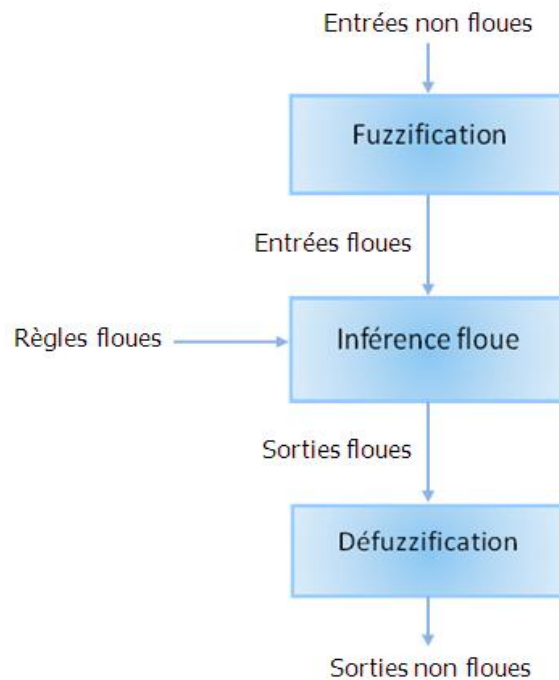 Entrées non floues
Fuzzification
Entrées floues
Règles floues
Inférence floue
Sorties floues
Défuzzification
Sorties non floues